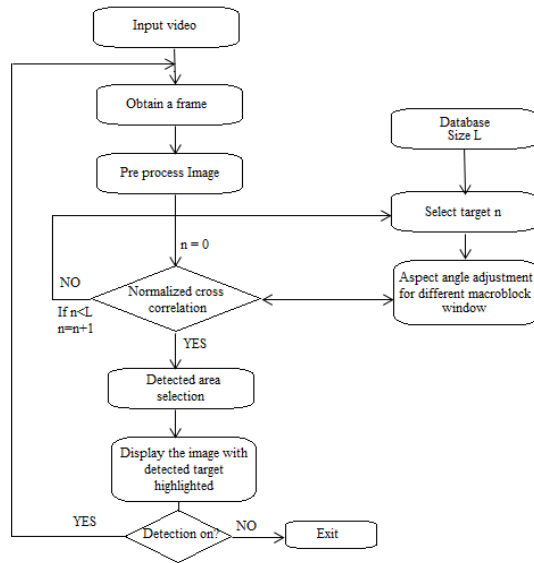 Input video
Obtain a frame
Database
Size L
Pre process Image
Select target n
n = 0
NO
Normalized cross
correlation
Aspect angle adjustment
for different macroblock
window
If n<L
n=n+1
YES
Detected area
selection
Display the image with
detected target
highlighted
YES
Detection on?
NO
Exit